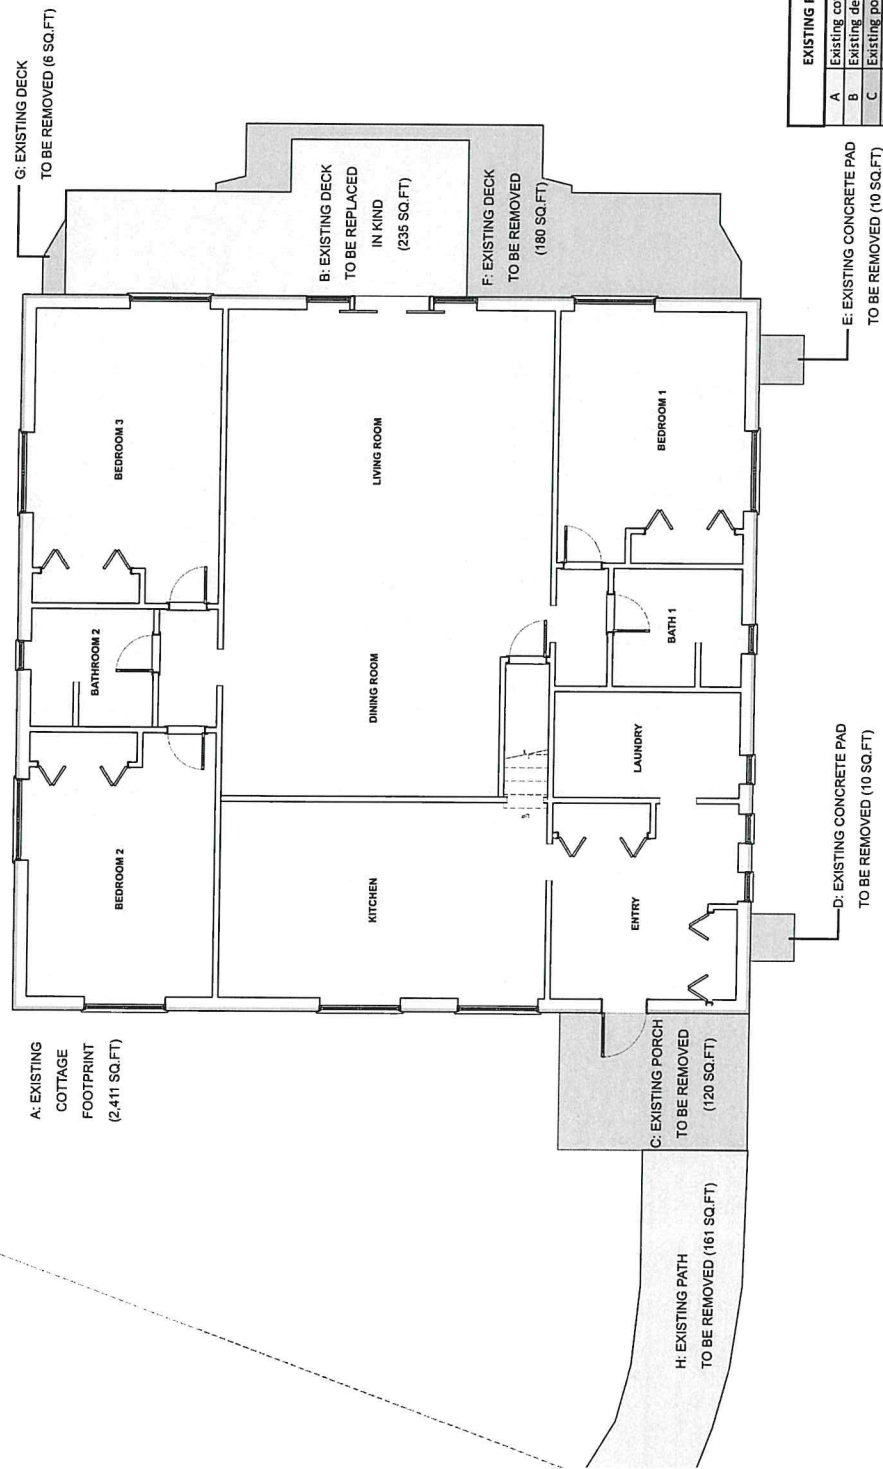 G: EXISTING DECK
TO BE REMOVED (6 SQ.FT)
B: EXISTING DECK
TO BE REPLACED
IN KIND
(235 SQ.FT)
F: EXISTING DECK
TO BE REMOVED
(180 SQ.FT)
E: EXISTING CONCRETE PAD
TO BE REMOVED (10 SQ.FT)
BEDROOM 3
LIVING ROOM
BEDROOM 1
BATHROOM 2
DINING ROOM
BATH 1
LAUNDRY
BEDROOM 2
KITCHEN
ENTRY
D: EXISTING CONCRETE PAD
TO BE REMOVED (10 SQ.FT)
A: EXISTING
COTTAGE
FOOTPRINT
(2,411 SQ.FT)
C: EXISTING PORCH
TO BE REMOVED
(120 SQ.FT)
H: EXISTING PATH
TO BE REMOVED (161 SQ.FT)
EXISTING
A Existing
B Existing
C Existing